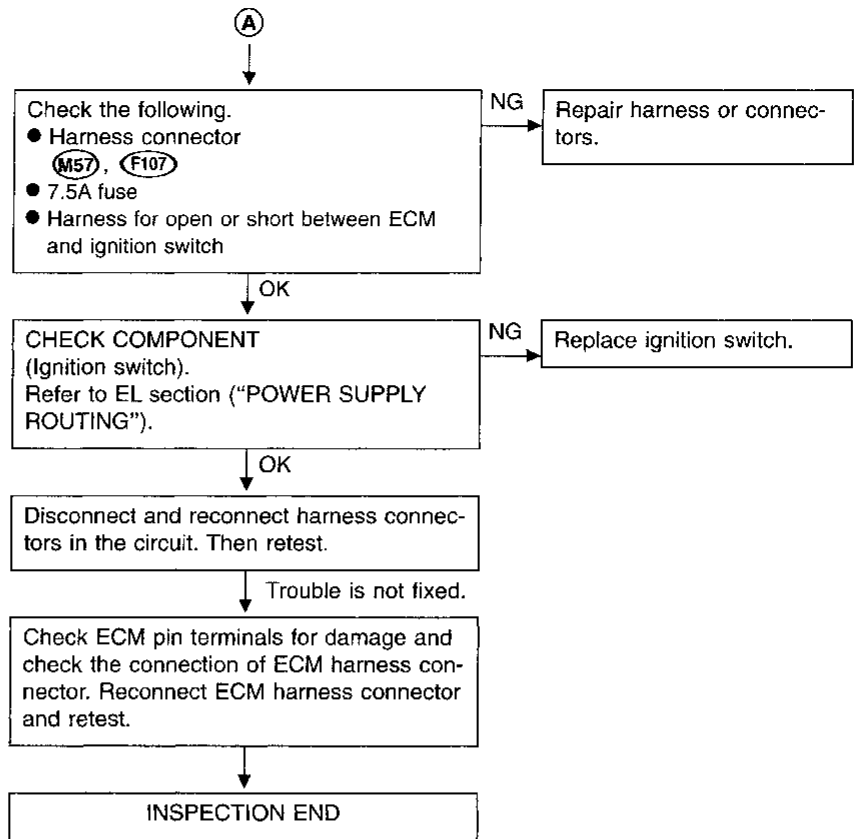 A
Check the following.
● Harness connector
M57, F107
● 7.5A fuse
● Harness for open or short between ECM
and ignition switch
NG
Repair harness or connec-
tors.
OK
CHECK COMPONENT
(Ignition switch).
Refer to EL section ("POWER SUPPLY
ROUTING").
NG
Replace ignition switch.
OK
Disconnect and reconnect harness connec-
tors in the circuit. Then retest.
Trouble is not fixed.
Check ECM pin terminals for damage and
check the connection of ECM harness con-
nector. Reconnect ECM harness connector
and retest.
INSPECTION END